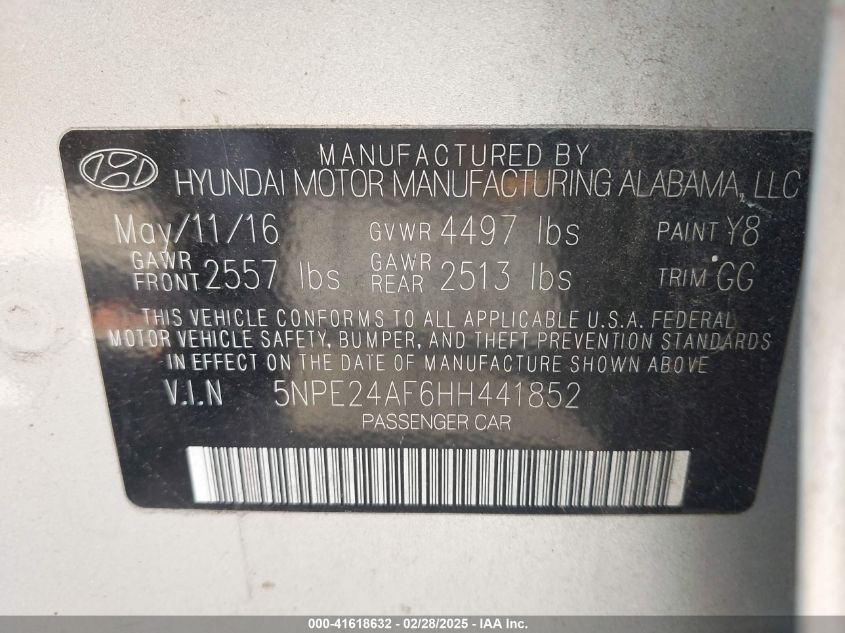 MANUFACTURED BY
HYUNDAI MOTOR MANUFACTURING ALABAMA, LLC
May/11/16 GVWR 4497 lbs PAINT Y8
GAWR FRONT 2557 lbs GAWR REAR 2513 lbs TRIM GG
THIS VEHICLE CONFORMS TO ALL APPLICABLE U.S.A. FEDERAL
MOTOR VEHICLE SAFETY, BUMPER, AND THEFT PREVENTION STANDARDS
IN EFFECT ON THE DATE OF MANUFACTURE SHOWN ABOVE
V.I.N 5NPE24AF6HH441852
PASSENGER CAR
000-41618632 - 02/28/2025 - IAA Inc.